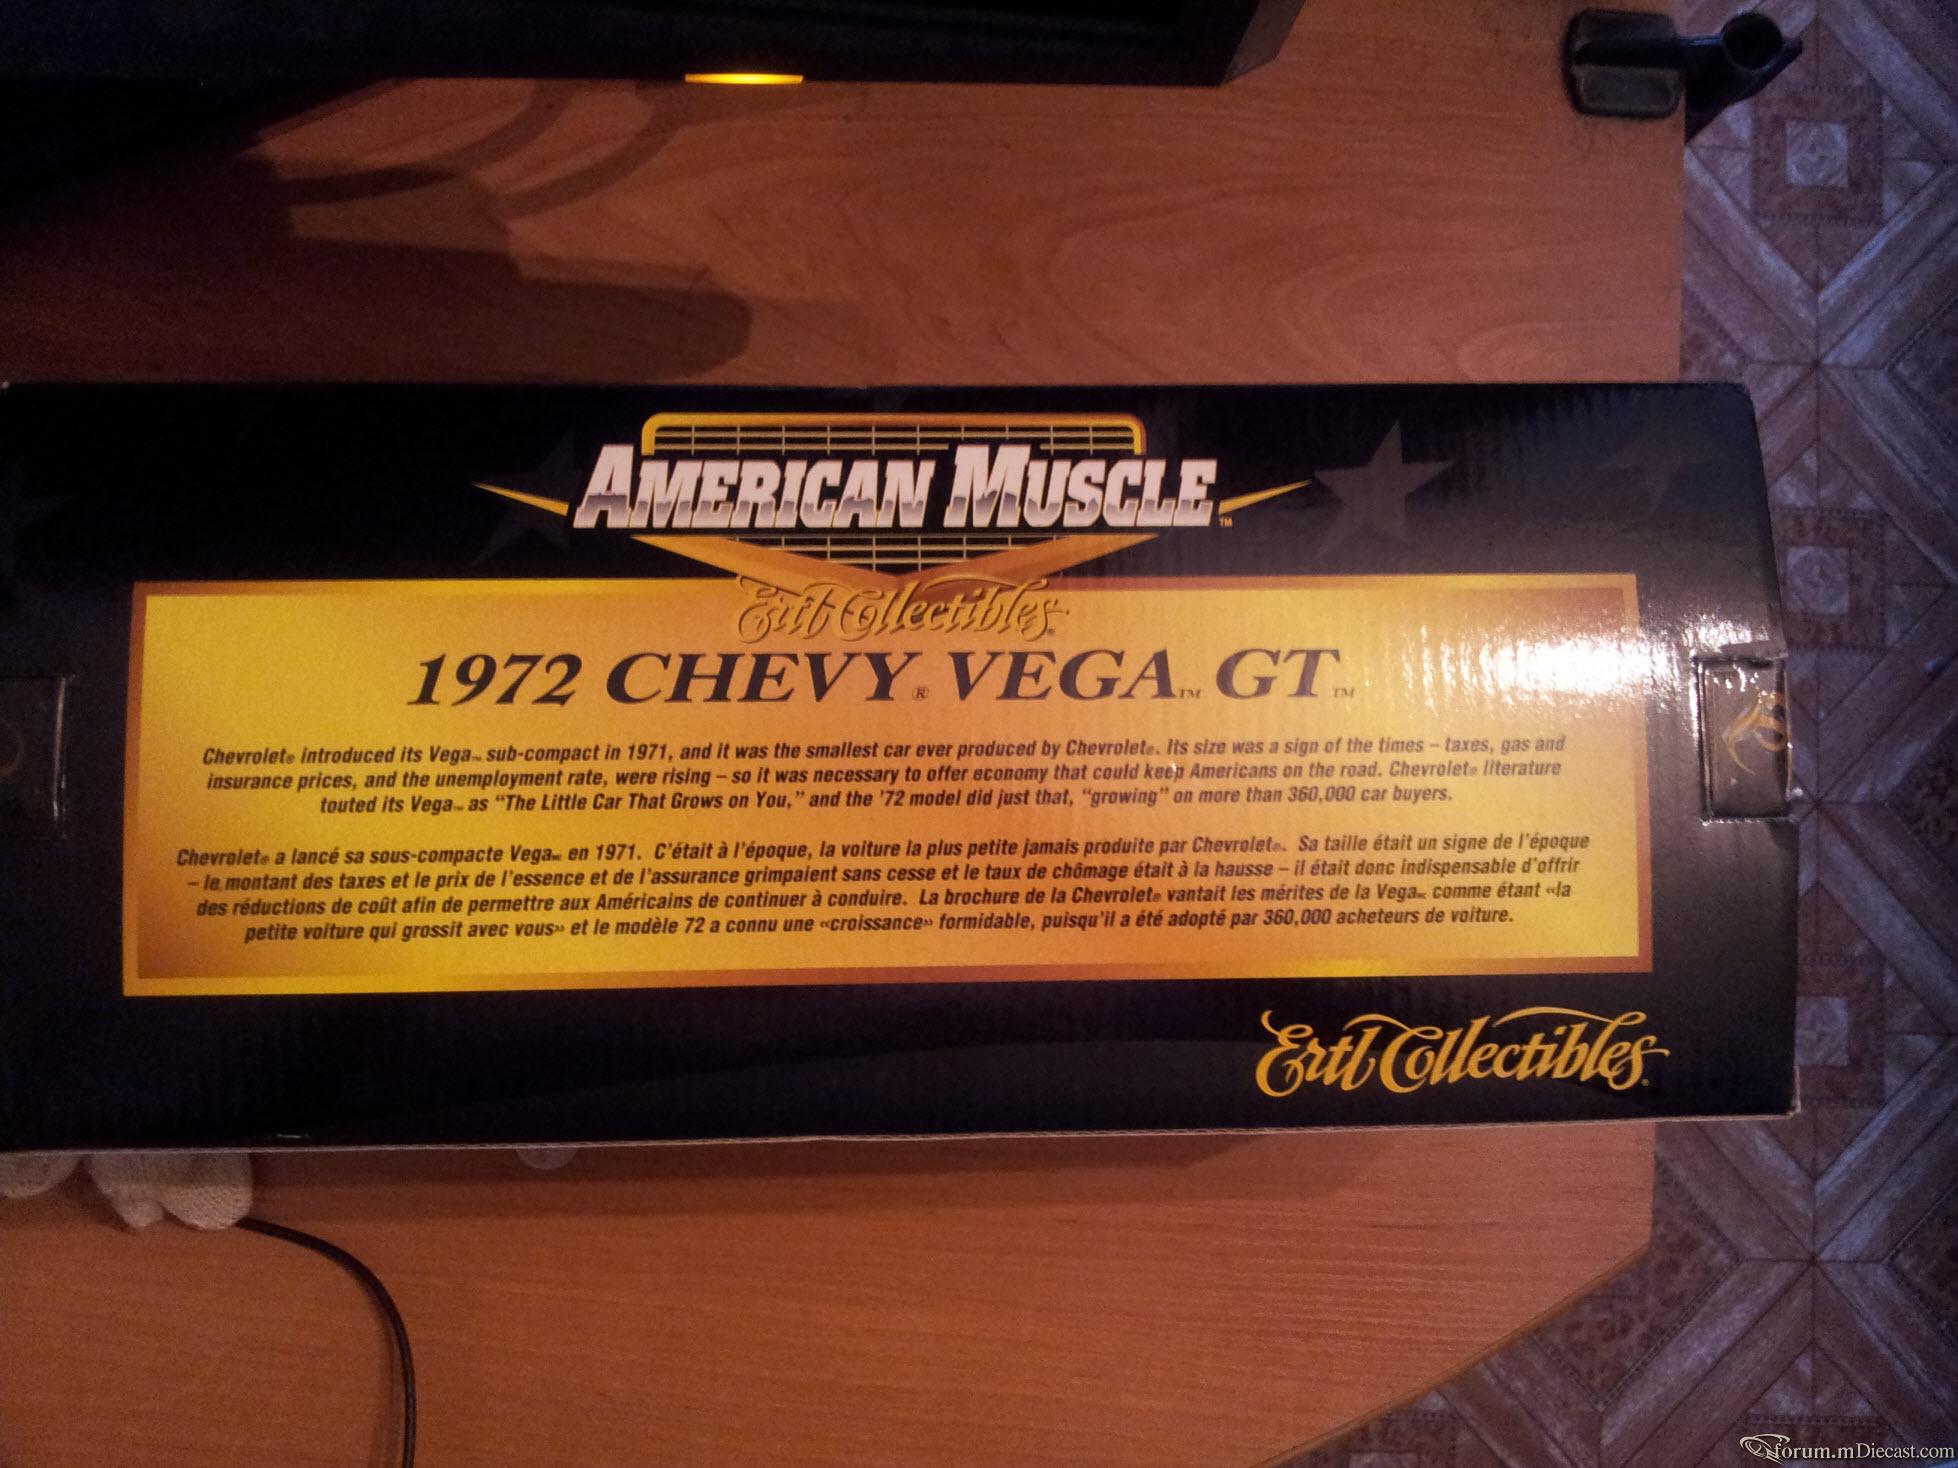 AMERICAN MUSCLE™
Ertl Collectibles®
1972 CHEVY® VEGA™ GT™
Chevrolet® introduced its Vega™ sub-compact in 1971, and it was the smallest car ever produced by Chevrolet®. Its size was a sign of the times – taxes, gas and
insurance prices, and the unemployment rate, were rising – so it was necessary to offer economy that could keep Americans on the road. Chevrolet® literature
touted its Vega™ as “The Little Car That Grows on You,” and the ’72 model did just that, “growing” on more than 360,000 car buyers.
Chevrolet® a lancé sa sous-compacte Vega™ en 1971. C’était à l’époque, la voiture la plus petite jamais produite par Chevrolet®. Sa taille était un signe de l’époque
– le montant des taxes et le prix de l’essence et de l’assurance grimpaient sans cesse et le taux de chômage était à la hausse – il était donc indispensable d’offrir
des réductions de coût afin de permettre aux Américains de continuer à conduire. La brochure de la Chevrolet® vantait les mérites de la Vega™ comme étant «la
petite voiture qui grossit avec vous» et le modèle 72 a connu une «croissance» formidable, puisqu’il a été adopté par 360,000 acheteurs de voiture.
Ertl Collectibles®
forum.mDiecast.com